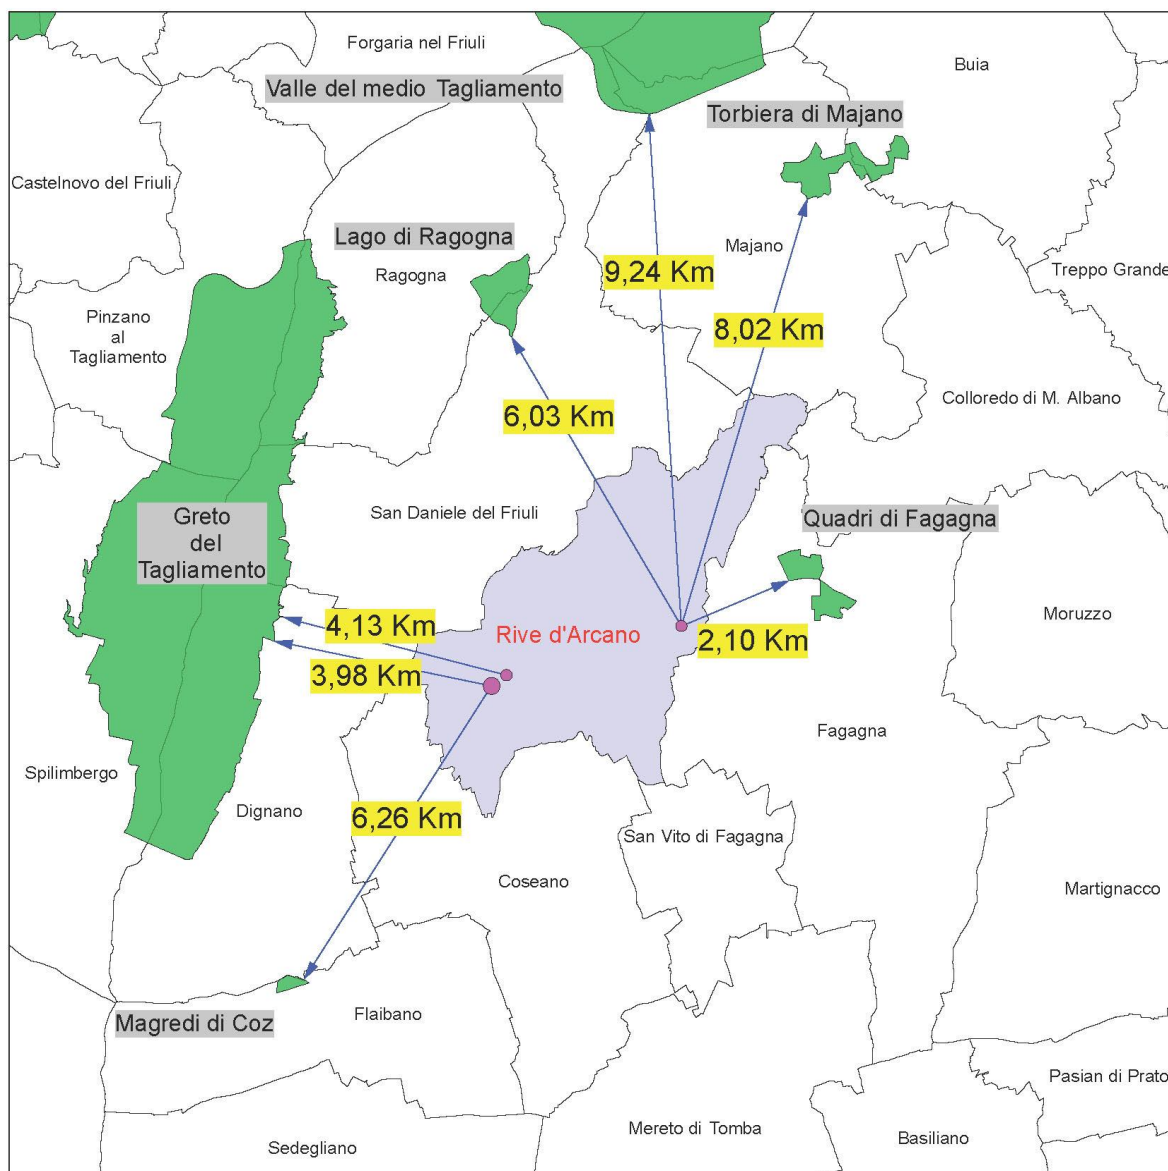 Forgaria nel Friuli
Buia
Valle del medio Tagliamento
Torbiera di Majano
Castelnovo del Friuli
Lago di Ragogna
Majano
Ragogna
9,24 Km
Treppo Grande
Pinzano
al
Tagliamento
8,02 Km
6,03 Km
Colloredo di M. Albano
San Daniele del Friuli
Quadri di Fagagna
Greto
del
Tagliamento
Moruzzo
4,13 Km
Rive d'Arcano
2,10 Km
3,98 Km
Fagagna
Spilimbergo
Dignano
6,26 Km
San Vito di Fagagna
Coseano
Martignacco
Magredi di Coz
Flaibano
Pasian di Prato
Mereto di Tomba
Basiliano
Sedegliano